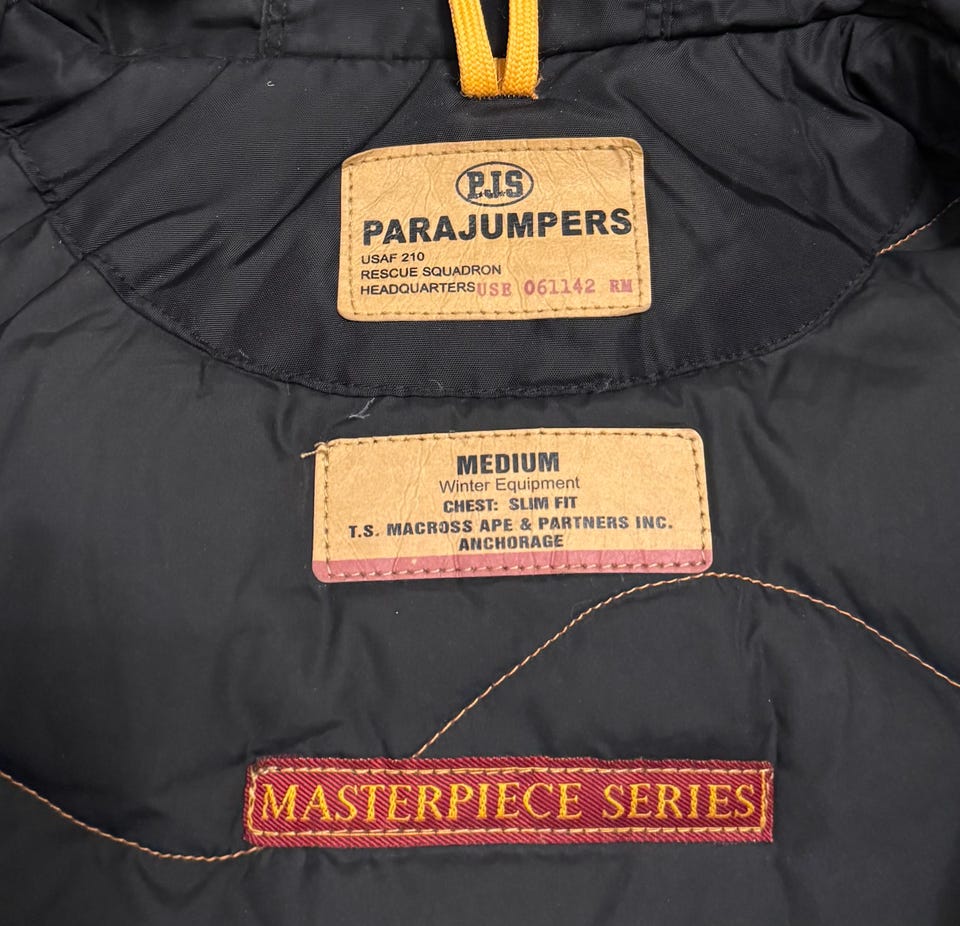 PJS
PARAJUMPERS
USAF 210
RESCUE SQUADRON
HEADQUARTERS USE 061142 RM
MEDIUM
Winter Equipment
CHEST: SLIM FIT
T.S. MACROSS APE & PARTNERS INC.
ANCHORAGE
MASTERPIECE SERIES